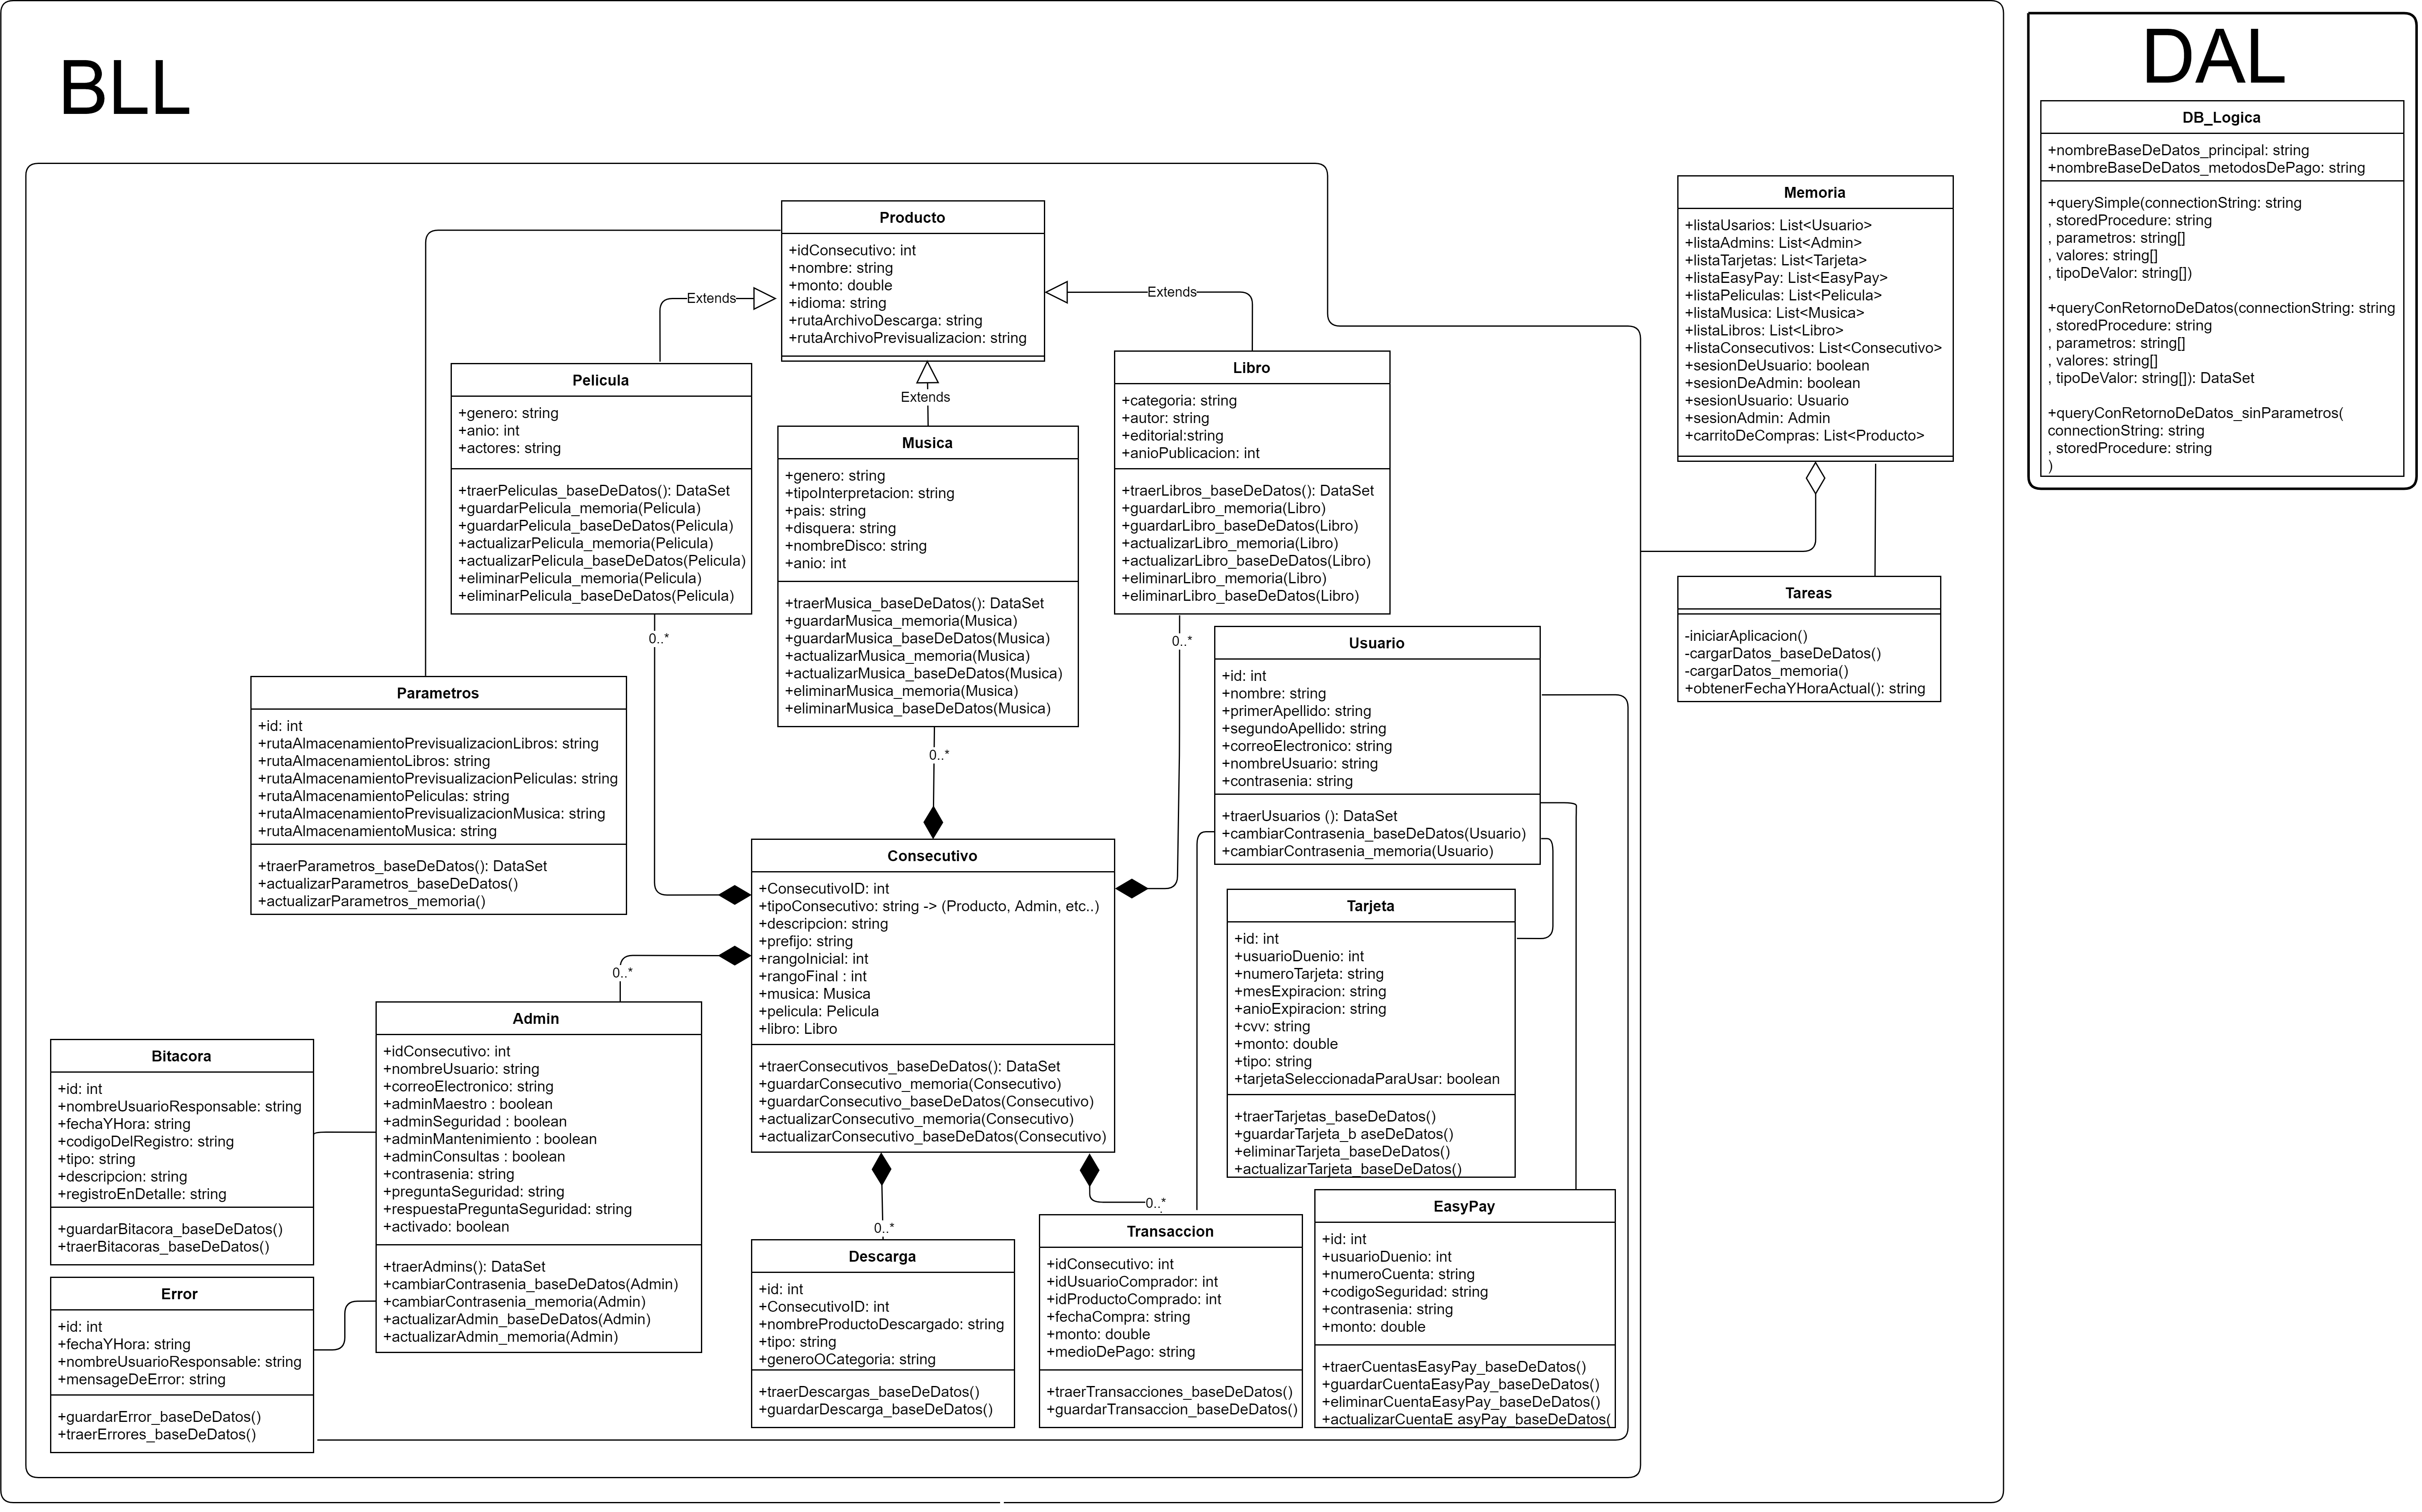 BLL
DAL
DB_Logica
+nombreBaseDeDatos_principal: string
+nombreBaseDeDatos_metodosDePago: string
+querySimple(connectionString: string
, storedProcedure: string
, parametros: string[]
, valores: string[]
, tipoDeValor: string[])
+queryConRetornoDeDatos(connectionString: string
, storedProcedure: string
, parametros: string[]
, valores: string[]
, tipoDeValor: string[]): DataSet
+queryConRetornoDeDatos_sinParametros(
connectionString: string
, storedProcedure: string
)
Producto
+idConsecutivo: int
+nombre: string
+monto: double
+idioma: string
+rutaArchivoDescarga: string
+rutaArchivoPrevisualizacion: string
Memoria
+listaUsarios: List<Usuario>
+listaAdmins: List<Admin>
+listaTarjetas: List<Tarjeta>
+listaEasyPay: List<EasyPay>
+listaPeliculas: List<Pelicula>
+listaMusica: List<Musica>
+listaLibros: List<Libro>
+listaConsecutivos: List<Consecutivo>
+sesionDeUsuario: boolean
+sesionDeAdmin: boolean
+sesionUsuario: Usuario
+sesionAdmin: Admin
+carritoDeCompras: List<Producto>
Extends
Extends
Extends
Pelicula
+genero: string
+anio: int
+actores: string
+traerPeliculas_baseDeDatos(): DataSet
+guardarPelicula_memoria(Pelicula)
+guardarPelicula_baseDeDatos(Pelicula)
+actualizarPelicula_memoria(Pelicula)
+actualizarPelicula_baseDeDatos(Pelicula)
+eliminarPelicula_memoria(Pelicula)
+eliminarPelicula_baseDeDatos(Pelicula)
0..*
Musica
+genero: string
+tipoInterpretacion: string
+pais: string
+disquera: string
+nombreDisco: string
+anio: int
+traerMusica_baseDeDatos(): DataSet
+guardarMusica_memoria(Musica)
+guardarMusica_baseDeDatos(Musica)
+actualizarMusica_memoria(Musica)
+actualizarMusica_baseDeDatos(Musica)
+eliminarMusica_memoria(Musica)
+eliminarMusica_baseDeDatos(Musica)
0..*
Libro
+categoria: string
+autor: string
+editorial:string
+anioPublicacion: int
+traerLibros_baseDeDatos(): DataSet
+guardarLibro_memoria(Libro)
+guardarLibro_baseDeDatos(Libro)
+actualizarLibro_memoria(Libro)
+actualizarLibro_baseDeDatos(Libro)
+eliminarLibro_memoria(Libro)
+eliminarLibro_baseDeDatos(Libro)
0..*
Tareas
-iniciarAplicacion()
-cargarDatos_baseDeDatos()
-cargarDatos_memoria()
+obtenerFechaYHoraActual(): string
Usuario
+id: int
+nombre: string
+primerApellido: string
+segundoApellido: string
+correoElectronico: string
+nombreUsuario: string
+contrasenia: string
+traerUsuarios (): DataSet
+cambiarContrasenia_baseDeDatos(Usuario)
+cambiarContrasenia_memoria(Usuario)
Parametros
+id: int
+rutaAlmacenamientoPrevisualizacionLibros: string
+rutaAlmacenamientoLibros: string
+rutaAlmacenamientoPrevisualizacionPeliculas: string
+rutaAlmacenamientoPeliculas: string
+rutaAlmacenamientoPrevisualizacionMusica: string
+rutaAlmacenamientoMusica: string
+traerParametros_baseDeDatos(): DataSet
+actualizarParametros_baseDeDatos()
+actualizarParametros_memoria()
Consecutivo
+ConsecutivoID: int
+tipoConsecutivo: string -> (Producto, Admin, etc..)
+descripcion: string
+prefijo: string
+rangoInicial: int
+rangoFinal : int
+musica: Musica
+pelicula: Pelicula
+libro: Libro
+traerConsecutivos_baseDeDatos(): DataSet
+guardarConsecutivo_memoria(Consecutivo)
+guardarConsecutivo_baseDeDatos(Consecutivo)
+actualizarConsecutivo_memoria(Consecutivo)
+actualizarConsecutivo_baseDeDatos(Consecutivo)
Tarjeta
+id: int
+usuarioDuenio: int
+numeroTarjeta: string
+mesExpiracion: string
+anioExpiracion: string
+cvv: string
+monto: double
+tipo: string
+tarjetaSeleccionadaParaUsar: boolean
+traerTarjetas_baseDeDatos()
+guardarTarjeta_b aseDeDatos()
+eliminarTarjeta_baseDeDatos()
+actualizarTarjeta_baseDeDatos()
0..*
Admin
+idConsecutivo: int
+nombreUsuario: string
+correoElectronico: string
+adminMaestro : boolean
+adminSeguridad : boolean
+adminMantenimiento : boolean
+adminConsultas : boolean
+contrasenia: string
+preguntaSeguridad: string
+respuestaPreguntaSeguridad: string
+activado: boolean
+traerAdmins(): DataSet
+cambiarContrasenia_baseDeDatos(Admin)
+cambiarContrasenia_memoria(Admin)
+actualizarAdmin_baseDeDatos(Admin)
+actualizarAdmin_memoria(Admin)
Bitacora
+id: int
+nombreUsuarioResponsable: string
+fechaYHora: string
+codigoDelRegistro: string
+tipo: string
+descripcion: string
+registroEnDetalle: string
+guardarBitacora_baseDeDatos()
+traerBitacoras_baseDeDatos()
Error
+id: int
+fechaYHora: string
+nombreUsuarioResponsable: string
+mensageDeError: string
+guardarError_baseDeDatos()
+traerErrores_baseDeDatos()
0..*
Descarga
+id: int
+ConsecutivoID: int
+nombreProductoDescargado: string
+tipo: string
+generoOCategoria: string
+traerDescargas_baseDeDatos()
+guardarDescarga_baseDeDatos()
0..*
Transaccion
+idConsecutivo: int
+idUsuarioComprador: int
+idProductoComprado: int
+fechaCompra: string
+monto: double
+medioDePago: string
+traerTransacciones_baseDeDatos()
+guardarTransaccion_baseDeDatos()
EasyPay
+id: int
+usuarioDuenio: int
+numeroCuenta: string
+codigoSeguridad: string
+contrasenia: string
+monto: double
+traerCuentasEasyPay_baseDeDatos()
+guardarCuentaEasyPay_baseDeDatos()
+eliminarCuentaEasyPay_baseDeDatos()
+actualizarCuentaE asyPay_baseDeDatos(